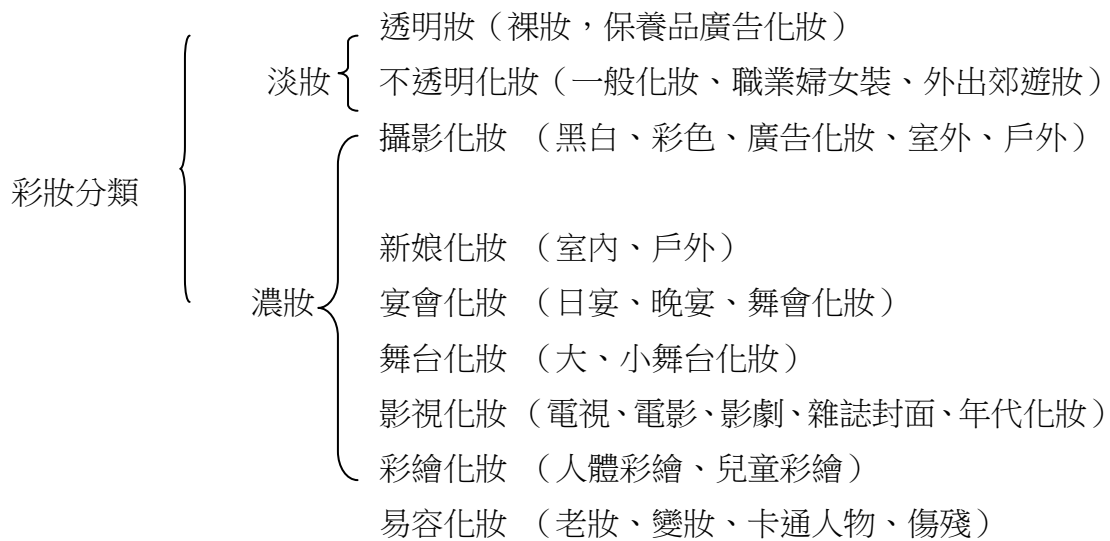 透明妝（裸妝，保養品廣告化妝）
淡妝 不透明化妝（一般化妝、職業婦女裝、外出郊遊妝）
攝影化妝 （黑白、彩色、廣告化妝、室外、戶外）
彩妝分類
新娘化妝 （室內、戶外）
濃妝 宴會化妝 （日宴、晚宴、舞會化妝）
舞台化妝 （大、小舞台化妝）
影視化妝 （電視、電影、影劇、雜誌封面、年代化妝）
彩繪化妝 （人體彩繪、兒童彩繪）
易容化妝 （老妝、變妝、卡通人物、傷殘）